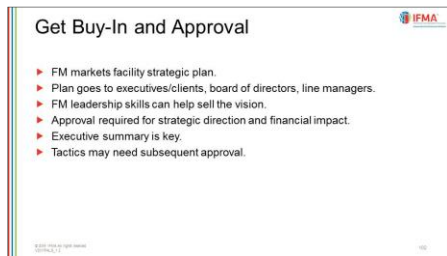 Get Buy-In and Approval
IFMA
FM markets facility strategic plan.
Plan goes to executives/clients, board of directors, line managers.
FM leadership skills can help sell the vision.
Approval required for strategic direction and financial impact.
Executive summary is key.
Tactics may need subsequent approval.